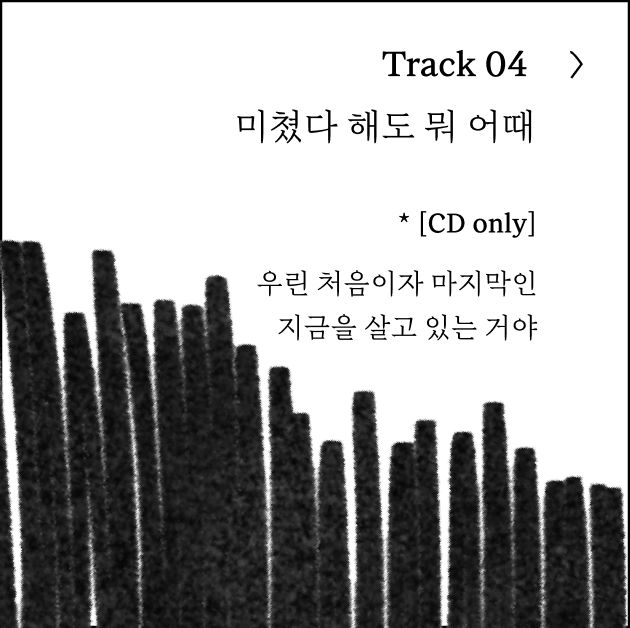 Track 04 >
미쳤다 해도 뭐 어때
* [CD only]
우린 처음이자 마지막인
지금을 살고 있는 거야